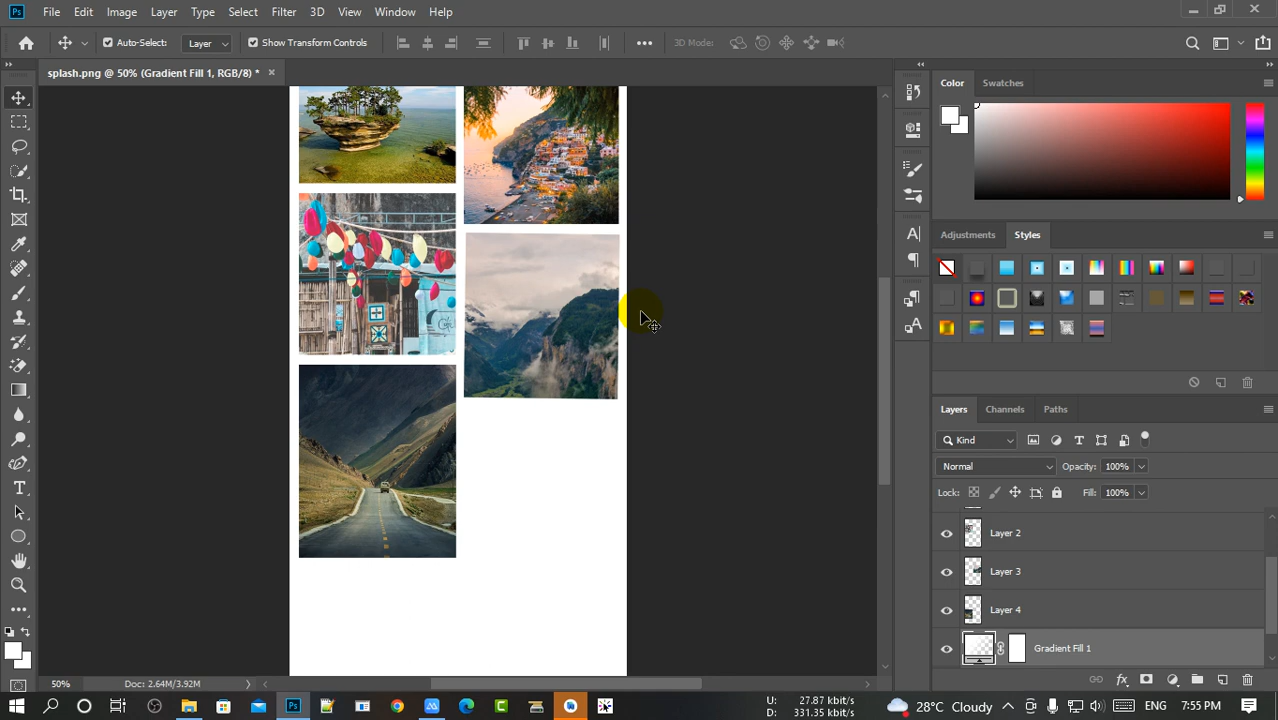 Ps File Edit Image Layer Type Select Filter 3D View Window Help
Auto-Select: Layer Show Transform Controls 3D Mode:
splash.png @ 50% (Gradient Fill 1, RGB/8) *
Color Swatches
Adjustments Styles
Layers Channels Paths
Kind
Normal Opacity: 100%
Lock: Fill: 100%
Layer 2
Layer 3
Layer 4
Gradient Fill 1
50% Doc: 2.64M/3.92M
Ps U: 27.87 kbit/s
D: 331.35 kbit/s
28°C Cloudy ENG 7:55 PM